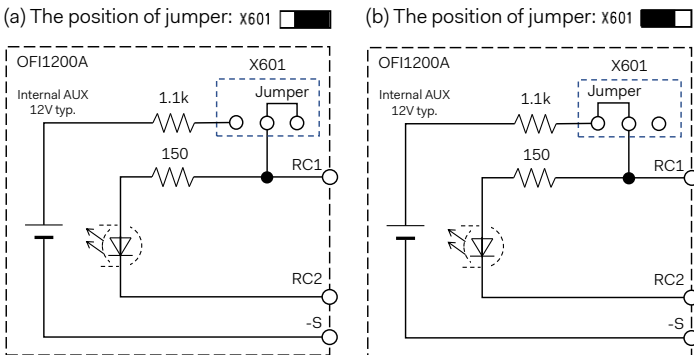 (a) The position of jumper: X601
OFI1200A
X601
Internal AUX
12V typ.
1.1k
Jumper
150
RC1
RC2
-S
(b) The position of jumper: X601
OFI1200A
X601
Internal AUX
12V typ.
1.1k
Jumper
150
RC1
RC2
-S